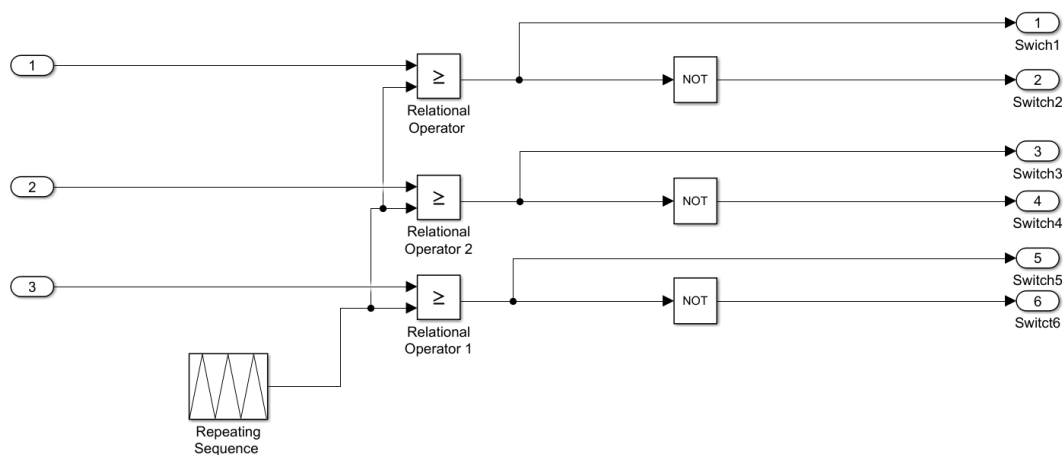 1
Swich1
1
≥
NOT
2
Switch2
Relational
Operator
3
Switch3
2
≥
NOT
4
Switch4
Relational
Operator 2
5
Switch5
3
≥
NOT
6
Switct6
Relational
Operator 1
Repeating
Sequence